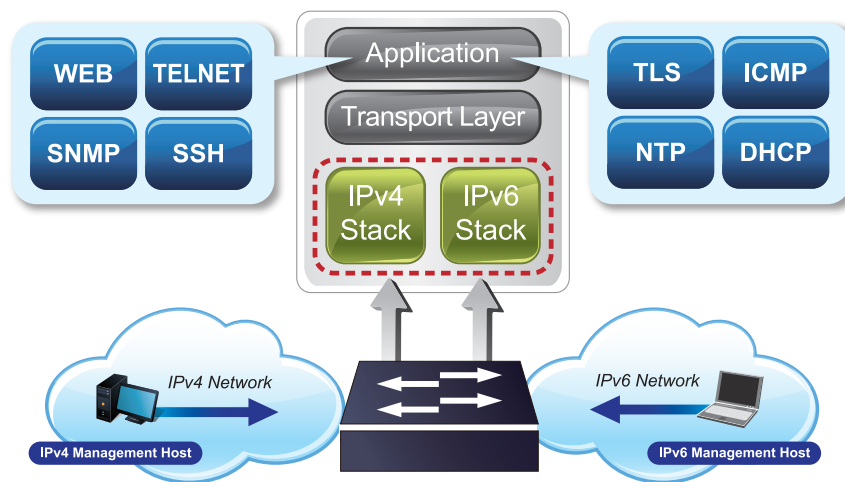 WEB
TELNET
SNMP
SSH
Application
Transport Layer
IPv4
Stack
IPv6
Stack
TLS
ICMP
NTP
DHCP
IPv4 Network
IPv4 Management Host
IPv6 Network
IPv6 Management Host